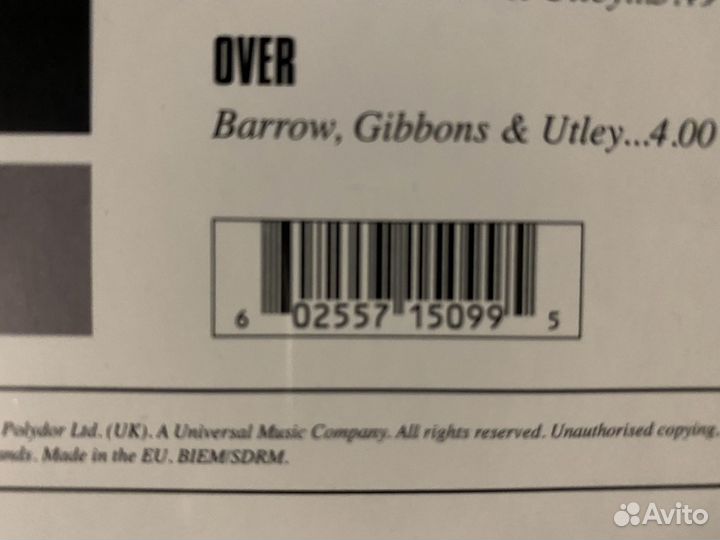 OVER
Barrow, Gibbons & Utley...4.00
6 02557 15099 5
Polydor Ltd. (UK). A Universal Music Company. All rights reserved. Unauthorised copying,
Made in the EU. BIEM/SDRM.
Avito